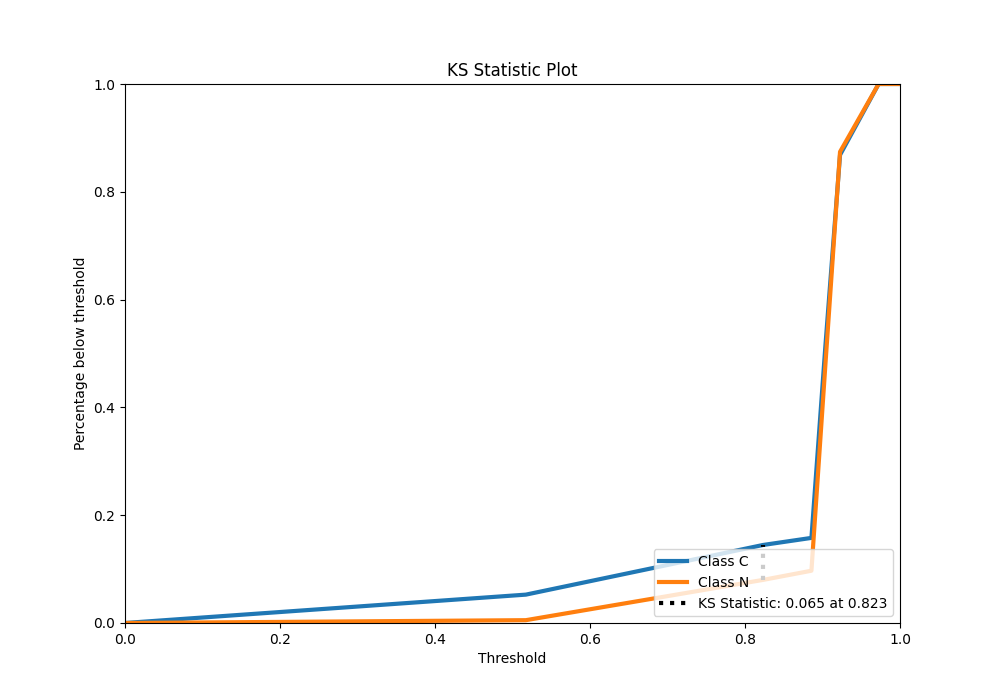 KS Statistic Plot
1.0
0.8
0.6
0.4
0.2
0.0
Percentage below threshold
0.0 0.2 0.4 0.6 0.8 1.0
Threshold
Class C
Class N
KS Statistic: 0.065 at 0.823